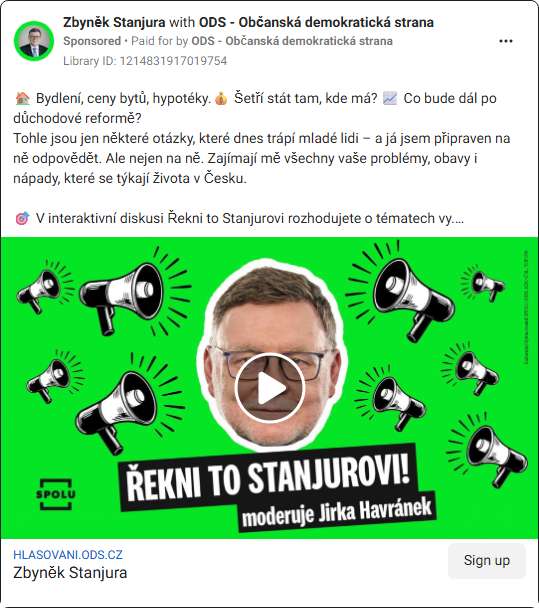 Zbyněk Stanjura with ODS - Občanská demokratická strana
Sponsored • Paid for by ODS - Občanská demokratická strana
Library ID: 1214831917019754
🏠 Bydlení, ceny bytů, hypotéky. 💰 Šetří stát tam, kde má? 📈 Co bude dál po
důchodové reformě?
Tohle jsou jen některé otázky, které dnes trápí mladé lidi – a já jsem připraven na
ně odpovědět. Ale nejen na ně. Zajímají mě všechny vaše problémy, obavy i
nápady, které se týkají života v Česku.
🎯 V interaktivní diskusi Řekni to Stanjurovi rozhodujete o tématech vy....
ŘEKNI TO STANJUROVI!
moderuje Jirka Havránek
SPOLU
HLASOVANI.ODS.CZ
Zbyněk Stanjura
Sign up